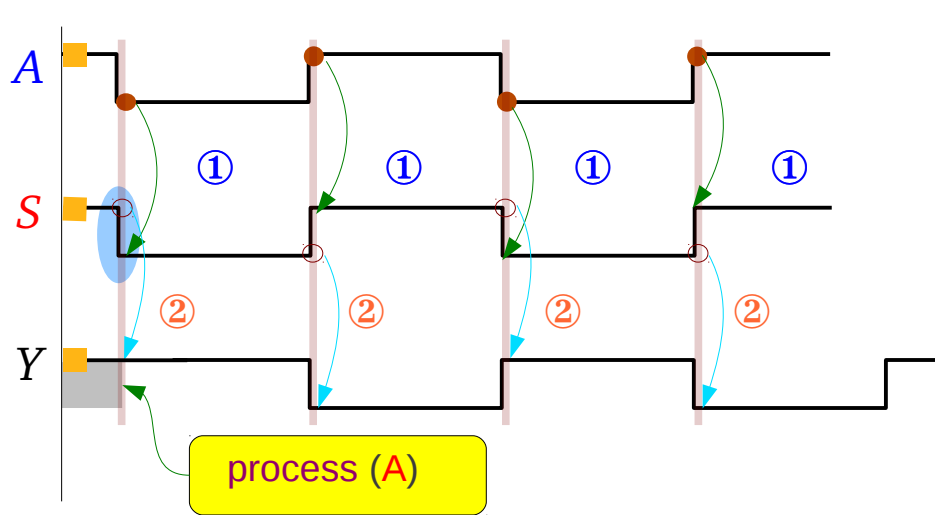 A
① ① ① ①
S
② ② ② ②
Y
process (A)